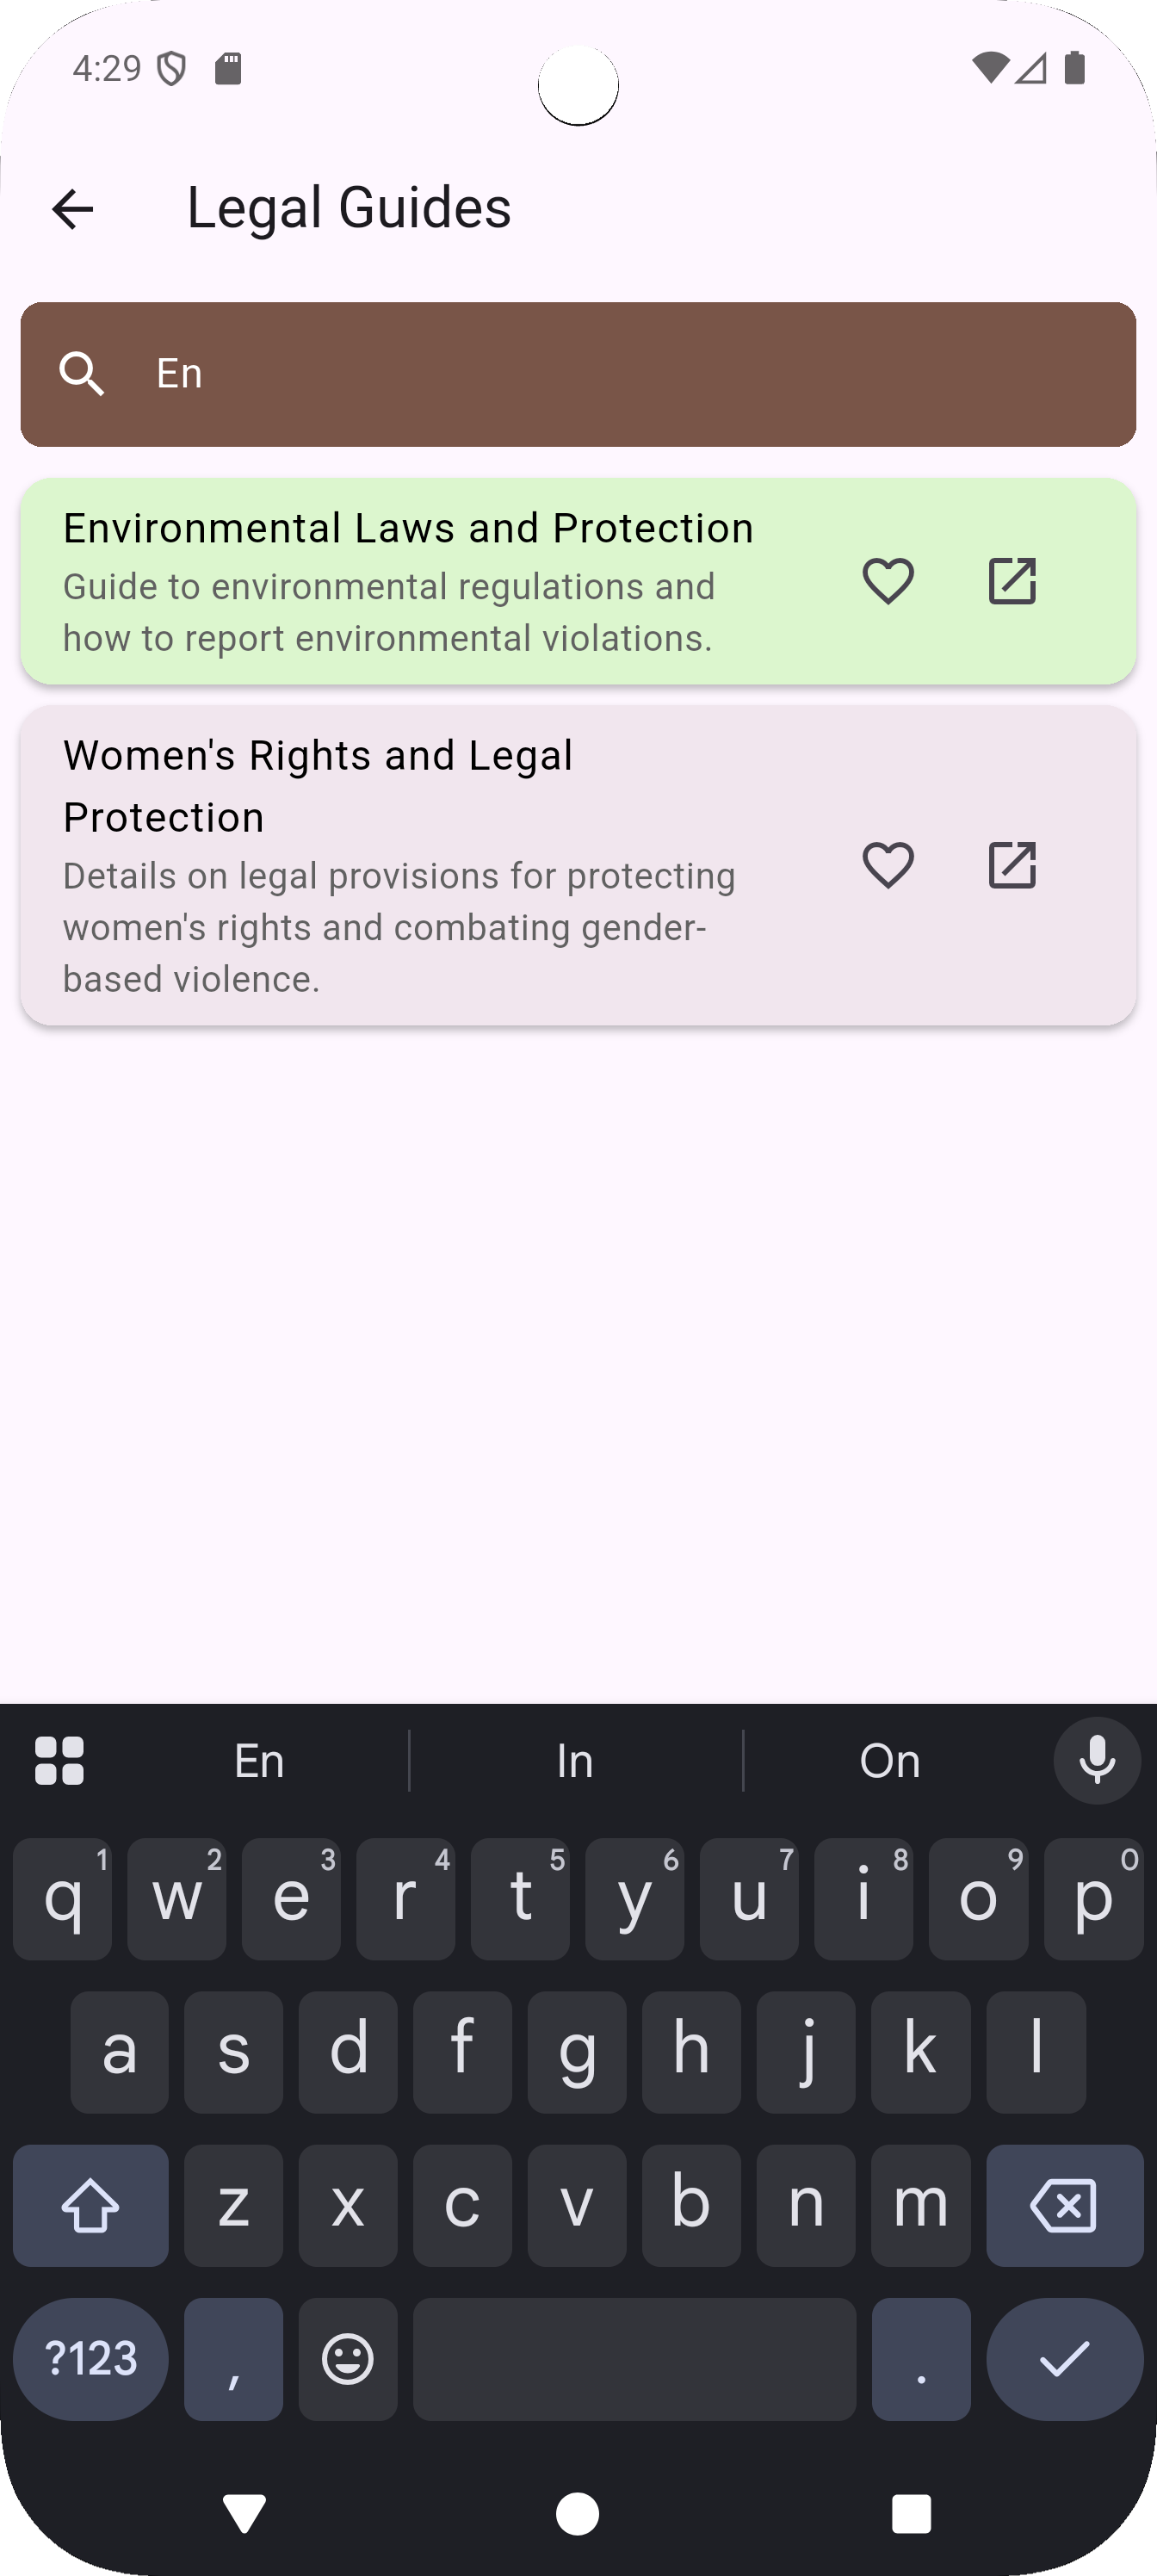 4:29
Legal Guides
En
Environmental Laws and Protection
Guide to environmental regulations and
how to report environmental violations.
Women's Rights and Legal
Protection
Details on legal provisions for protecting
women's rights and combating gender-
based violence.
En In On
q 1 w 2 e 3 r 4 t 5 y 6 u 7 i 8 o 9 p 0
a s d f g h j k l
z x c v b n m
?123 , .